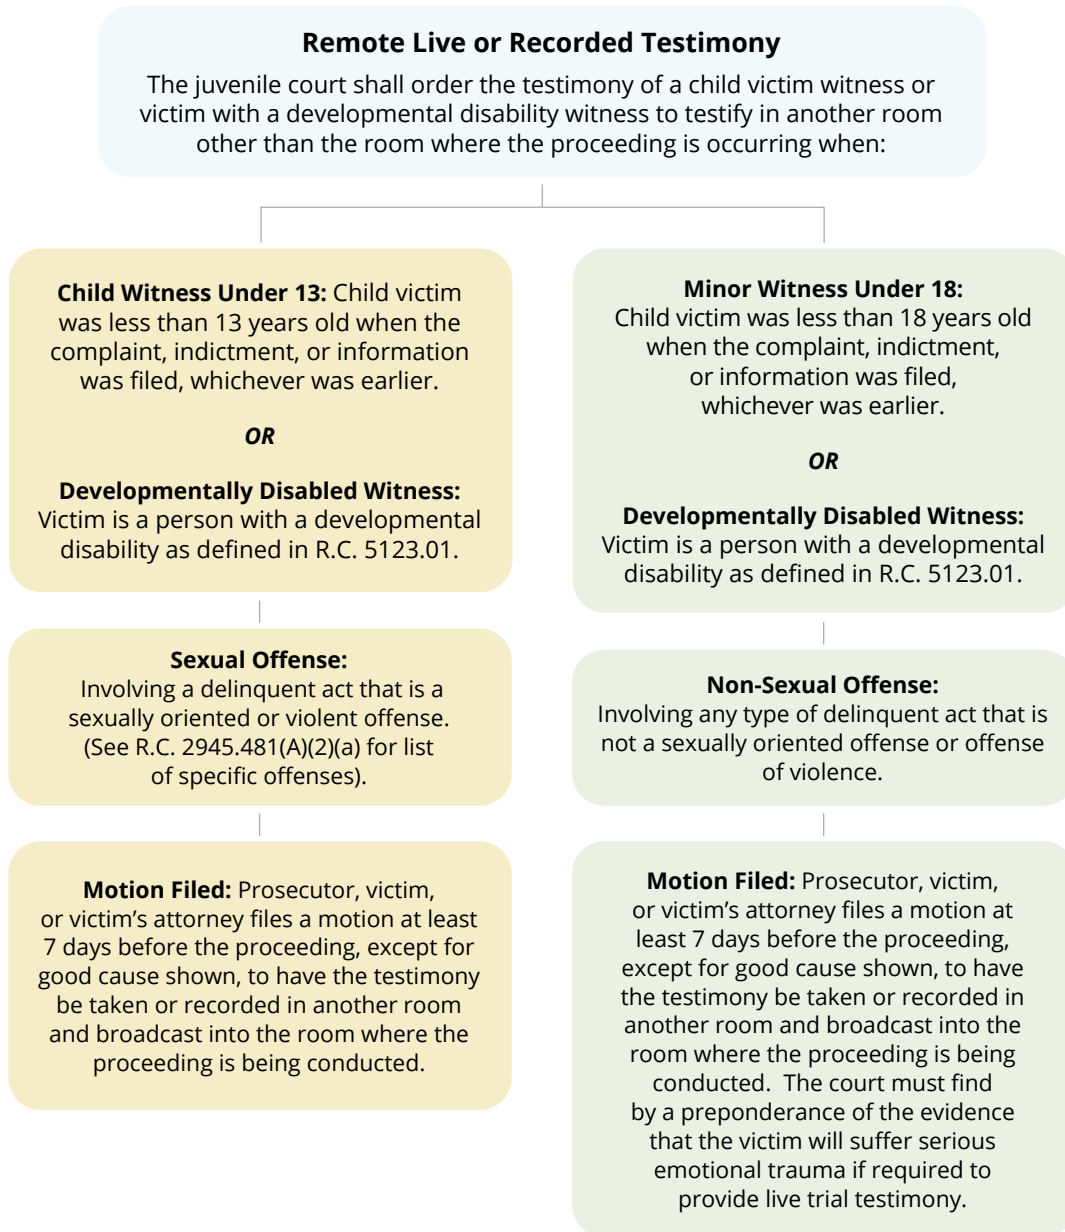 Remote Live or Recorded Testimony
The juvenile court shall order the testimony of a child victim witness or
victim with a developmental disability witness to testify in another room
other than the room where the proceeding is occurring when:
Child Witness Under 13: Child victim
was less than 13 years old when the
complaint, indictment, or information
was filed, whichever was earlier.
OR
Developmentally Disabled Witness:
Victim is a person with a developmental
disability as defined in R.C. 5123.01.
Sexual Offense:
Involving a delinquent act that is a
sexually oriented or violent offense.
(See R.C. 2945.481(A)(2)(a) for list
of specific offenses).
Motion Filed: Prosecutor, victim,
or victim’s attorney files a motion at least
7 days before the proceeding, except for
good cause shown, to have the testimony
be taken or recorded in another room
and broadcast into the room where the
proceeding is being conducted.
Minor Witness Under 18:
Child victim was less than 18 years old
when the complaint, indictment,
or information was filed,
whichever was earlier.
OR
Developmentally Disabled Witness:
Victim is a person with a developmental
disability as defined in R.C. 5123.01.
Non-Sexual Offense:
Involving any type of delinquent act that is
not a sexually oriented offense or offense
of violence.
Motion Filed: Prosecutor, victim,
or victim’s attorney files a motion at
least 7 days before the proceeding,
except for good cause shown, to have
the testimony be taken or recorded in
another room and broadcast into the
room where the proceeding is being
conducted.  The court must find
by a preponderance of the evidence
that the victim will suffer serious
emotional trauma if required to
provide live trial testimony.